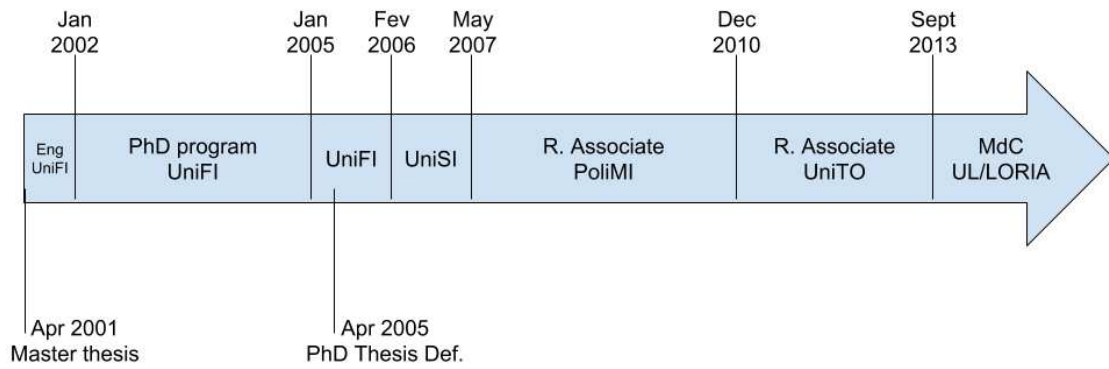 Jan
2002
Jan
2005
Fev
2006
May
2007
Dec
2010
Sept
2013
Eng
UniFI
PhD program
UniFI
UniFI
UniSI
R. Associate
PoliMI
R. Associate
UniTO
MdC
UL/LORIA
Apr 2001
Master thesis
Apr 2005
PhD Thesis Def.